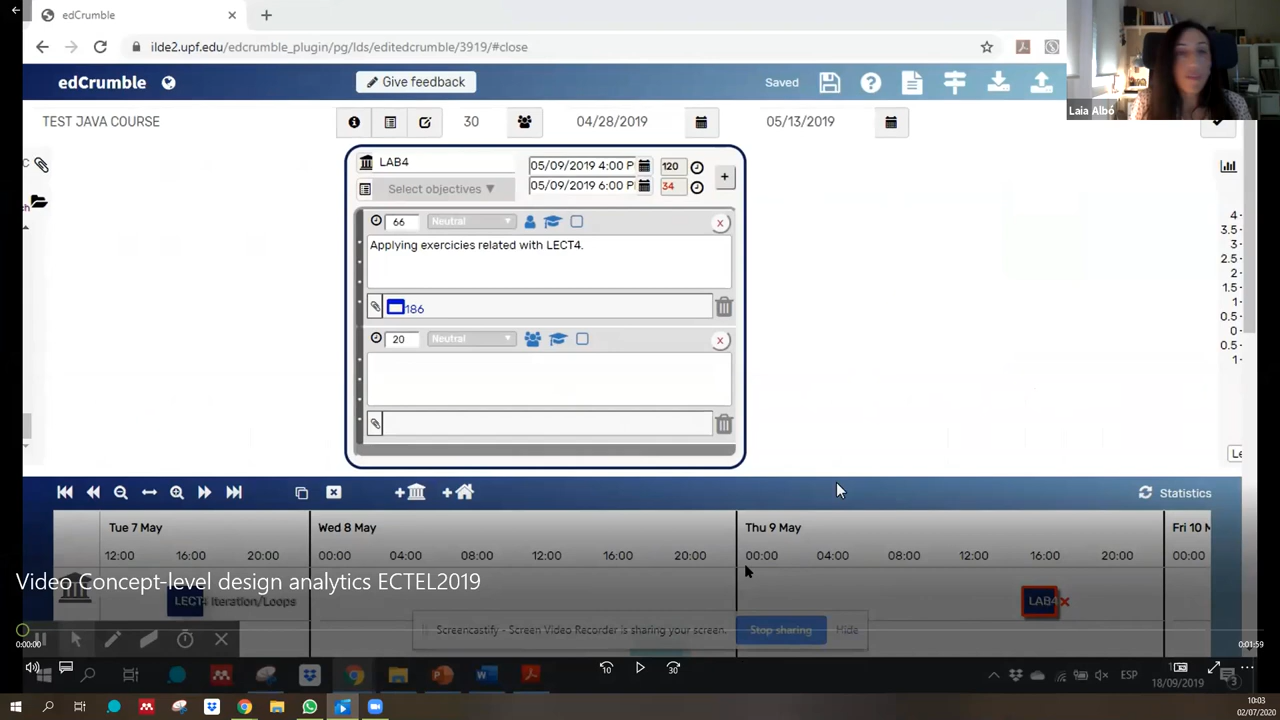 edCrumble
ilde2.upf.edu/edcrumble_plugin/pg/lds/editedcrumble/3919/#close
Laia Albó
edCrumble
Give feedback
Saved
TEST JAVA COURSE
30
04/28/2019
05/13/2019
LAB4
05/09/2019 4:00 P
120
Select objectives ▼
05/09/2019 6:00 P
34
+
66
Neutral
x
Applying exercicies related with LECT4.
186
20
Neutral
x
4
3.5
3
2.5
2
1.5
1
0.5
0
0.5
1
Le
Statistics
Tue 7 May
Wed 8 May
Thu 9 May
Fri 10 M
12:00 16:00 20:00 00:00 04:00 08:00 12:00 16:00 20:00 00:00 04:00 08:00 12:00 16:00 20:00 00:00
Video Concept-level design analytics ECTEL2019
LECT Iteration/Loops
LAB4
Screencastify - Screen Video Recorder is sharing your screen.
Stop sharing
Hide
0:00:00
0:01:59
10
30
ESP
18/09/2019
3
10:03
02/07/2020